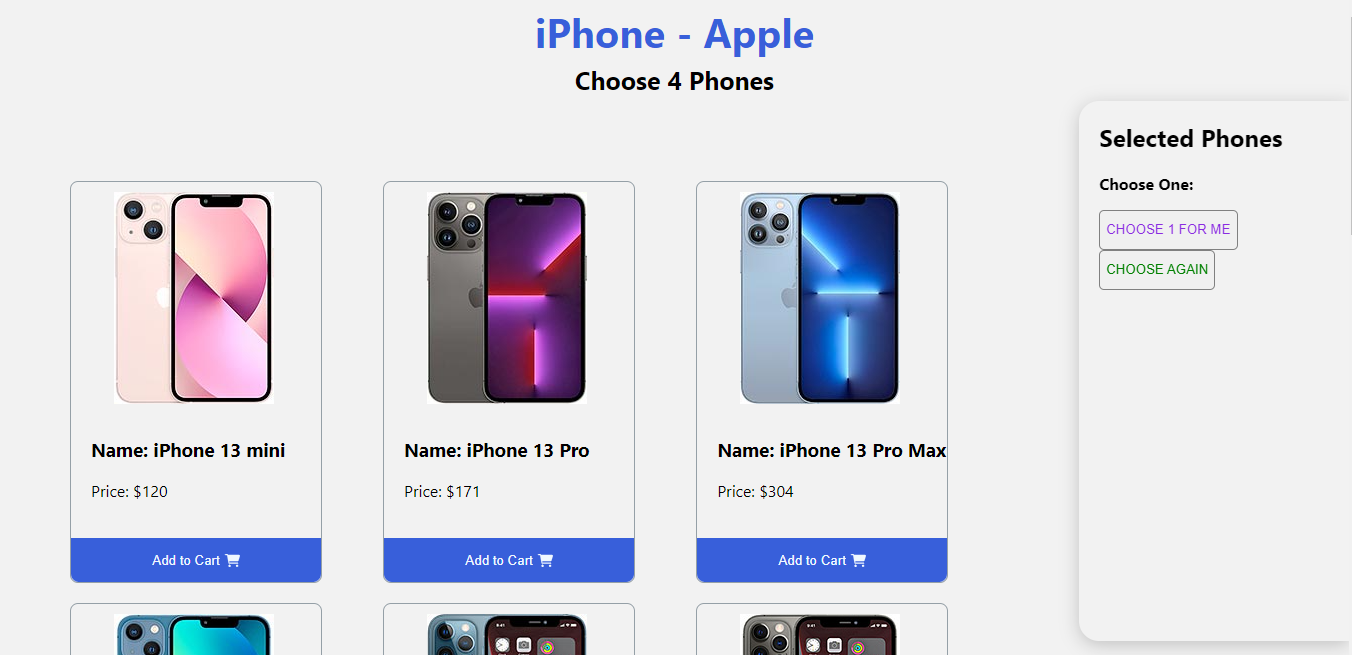 iPhone - Apple
Choose 4 Phones
Selected Phones
Choose One:
CHOOSE 1 FOR ME
CHOOSE AGAIN
Name: iPhone 13 mini
Price: $120
Add to Cart
Name: iPhone 13 Pro
Price: $171
Add to Cart
Name: iPhone 13 Pro Max
Price: $304
Add to Cart